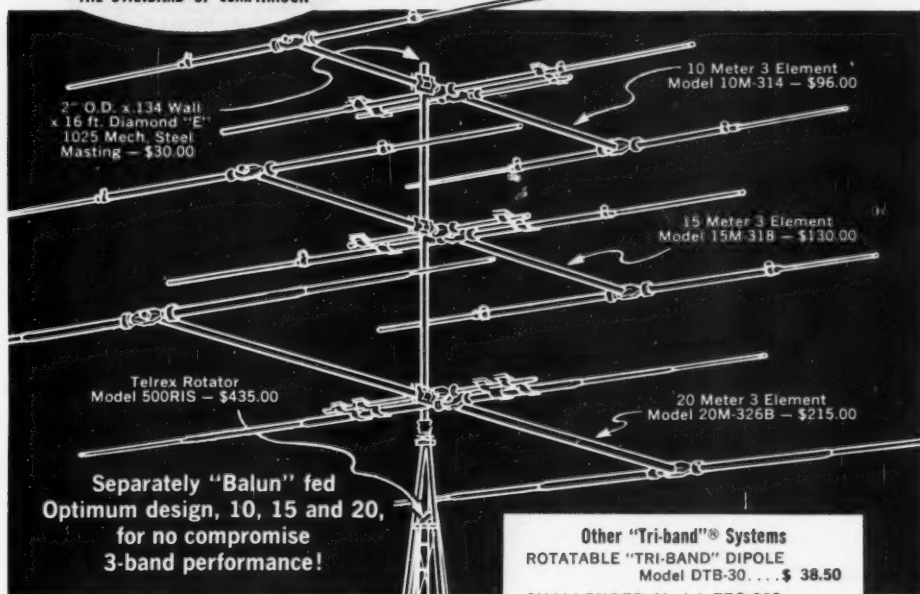 10 Meter 3 Element
Model 10M-314 — $96.00
2" O.D. x .134 Wall
x 16 ft. Diamond "E"
1025 Mech. Steel
Masting — $30.00
15 Meter 3 Element
Model 15M-318 — $130.00
Telrex Rotator
Model 500RIS — $435.00
20 Meter 3 Element
Model 20M-326B — $215.00
Separately "Balun" fed
Optimum design, 10, 15 and 20,
for no compromise
3-band performance!
Other "Tri-band"® Systems
ROTATABLE "TRI-BAND" DIPOLE
Model DTB-30....$ 38.50